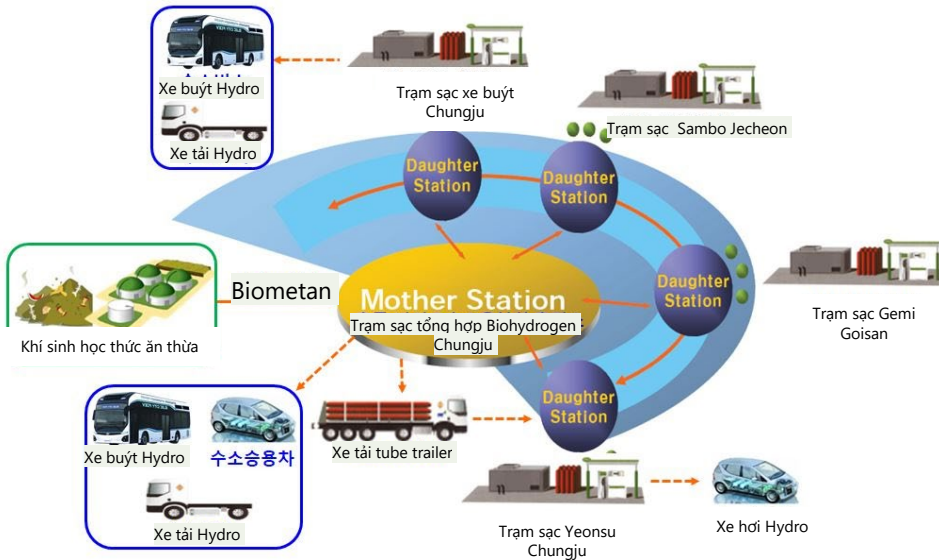 Xe buýt Hydro
Xe tải Hydro
Trạm sạc xe buýt
Chungju
Trạm sạc Sambo Jecheon
Daughter
Station
Daughter
Station
Daughter
Station
Trạm sạc Gemi
Goisan
Biometan
Khí sinh học thức ăn thừa
Mother Station
Trạm sạc tổng hợp Biohydrogen
Chungju
Daughter
Station
Xe buýt Hydro
수소승용차
Xe tải Hydro
Xe tải tube trailer
Trạm sạc Yeonsu
Chungju
Xe hơi Hydro